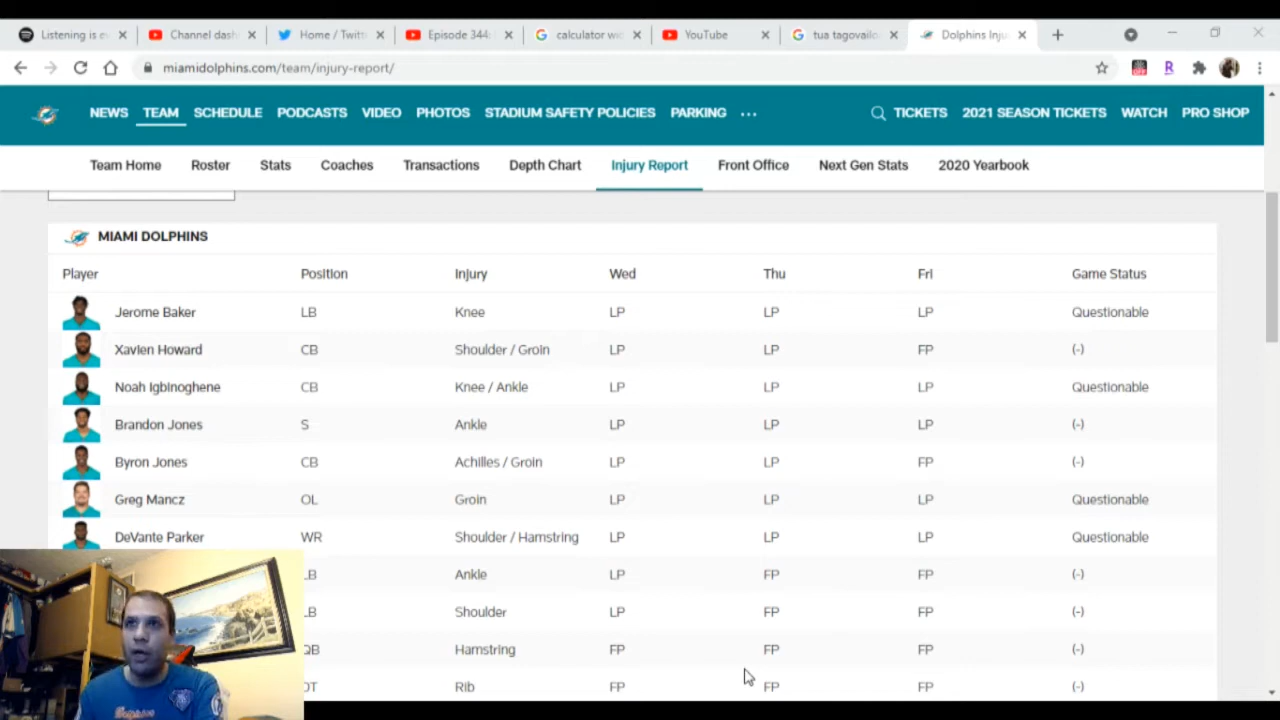 Listening is ev
Channel dash
Home / Twitt
Episode 344:
calculator wid
YouTube
tua tagovailo
Dolphins Inju
miamidolphins.com/team/injury-report/
NEWS TEAM SCHEDULE PODCASTS VIDEO PHOTOS STADIUM SAFETY POLICIES PARKING ... TICKETS 2021 SEASON TICKETS WATCH PRO SHOP
Team Home Roster Stats Coaches Transactions Depth Chart Injury Report Front Office Next Gen Stats 2020 Yearbook
MIAMI DOLPHINS
Player Position Injury Wed Thu Fri Game Status
Jerome Baker LB Knee LP LP LP Questionable
Xavien Howard CB Shoulder / Groin LP LP FP (-)
Noah Igbinoghene CB Knee / Ankle LP LP LP Questionable
Brandon Jones S Ankle LP LP LP (-)
Byron Jones CB Achilles / Groin LP LP FP (-)
Greg Mancz OL Groin LP LP LP Questionable
DeVante Parker WR Shoulder / Hamstring LP LP LP Questionable
LB Ankle LP FP FP (-)
LB Shoulder LP FP FP (-)
QB Hamstring FP FP FP (-)
DT Rib FP FP FP (-)